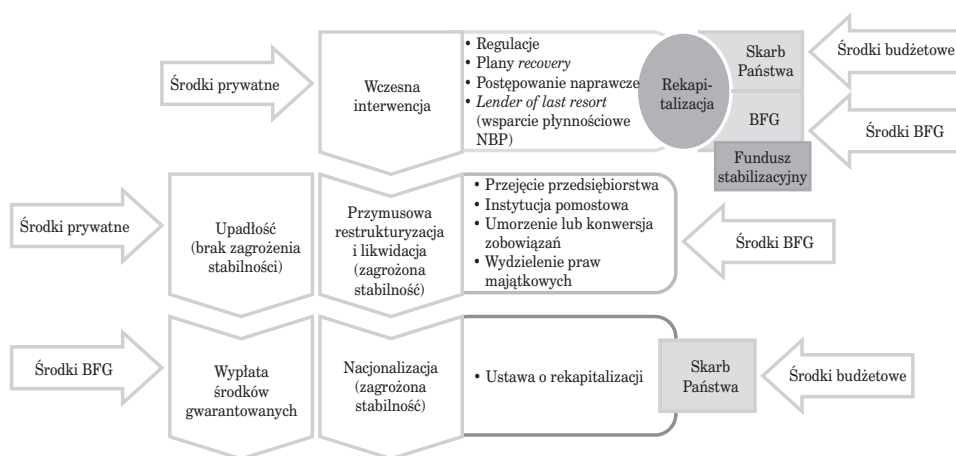 Środki prywatne
Wczesna
interwencja
• Regulacje
• Plany recovery
• Postępowanie naprawcze
• Lender of last resort
(wsparcie płynnościowe
NBP)
Rekapi-
talizacja
Skarb
Państwa
BFG
Fundusz
stabilizacyjny
Środki budżetowe
Środki BFG
Środki prywatne
Upadłość
(brak zagrożenia
stabilności)
Przymusowa
restrukturyzacja
i likwidacja
(zagrożona
stabilność)
• Przejęcie przedsiębiorstwa
• Instytucja pomostowa
• Umorzenie lub konwersja
zobowiązań
• Wydzielenie praw
majątkowych
Środki BFG
Środki BFG
Wypłata
środków
gwarantowanych
Nacjonalizacja
(zagrożona
stabilność)
• Ustawa o rekapitalizacji
Skarb
Państwa
Środki budżetowe